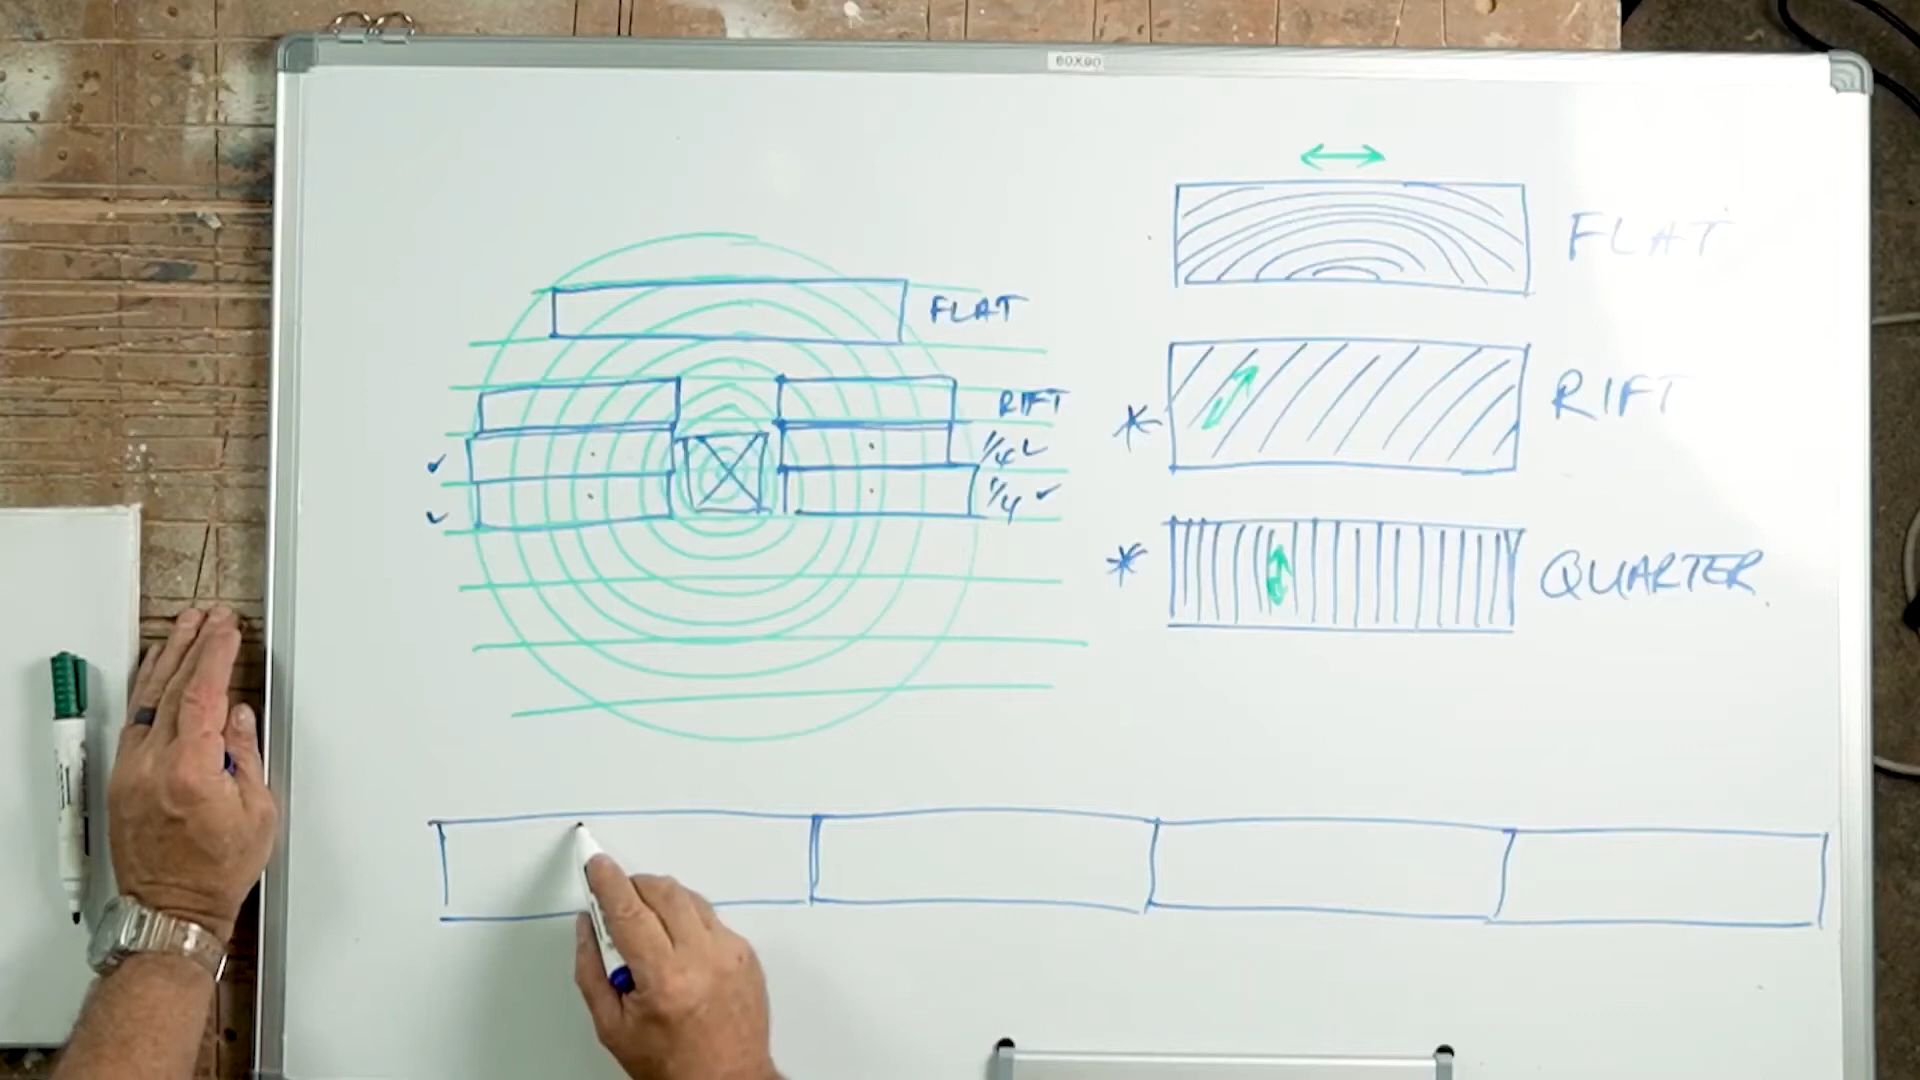 60X90
FLAT
FLAT
RIFT
RIFT
1/4
1/4
QUARTER